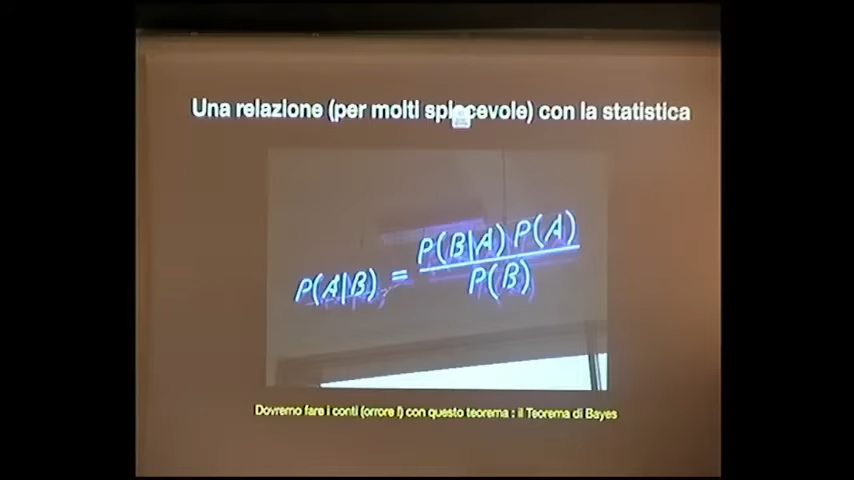 Una relazione (per molti spiacevole) con la statistica
P(A|B) = P(B|A) P(A) / P(B)
Dovremo fare i conti (orrore !) con questo teorema : il Teorema di Bayes